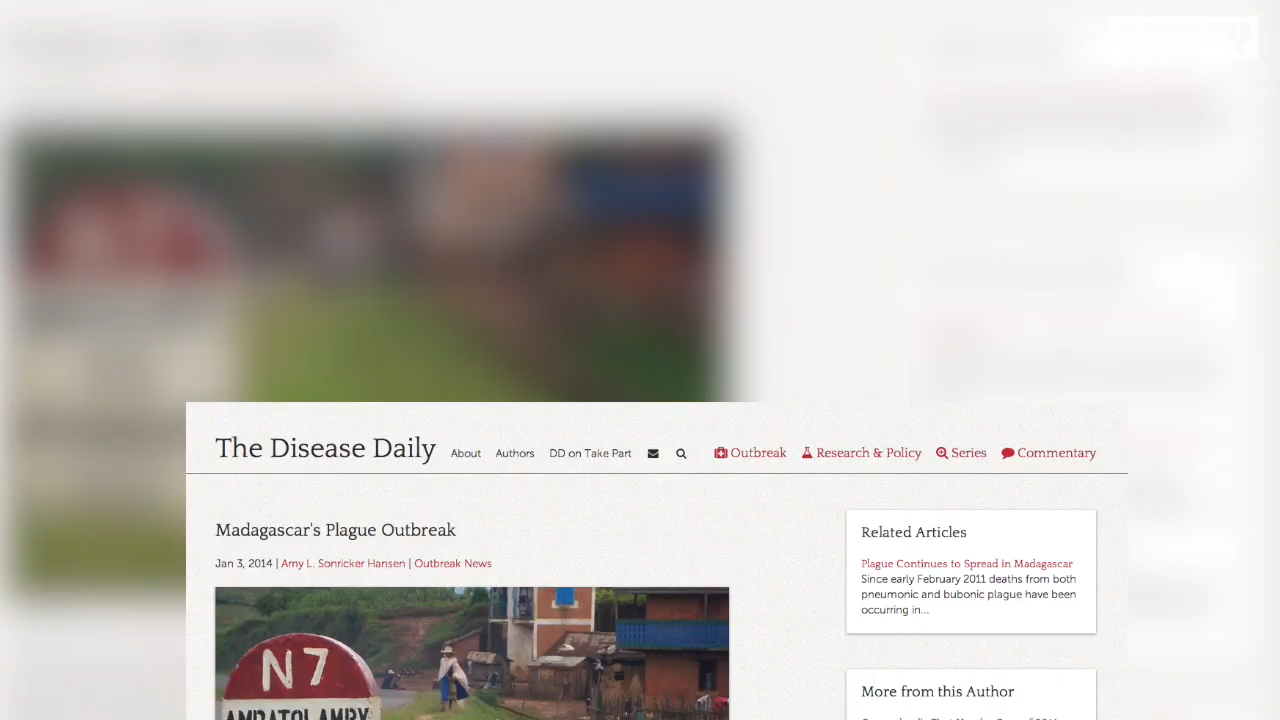 The Disease Daily About Authors DD on Take Part Outbreak Research & Policy Series Commentary
Madagascar's Plague Outbreak
Jan 3, 2014 | Amy L. Sonricker Hansen | Outbreak News
N7
AMBATOLAMPY
Related Articles
Plague Continues to Spread in Madagascar
Since early February 2011 deaths from both
pneumonic and bubonic plague have been
occurring in...
More from this Author